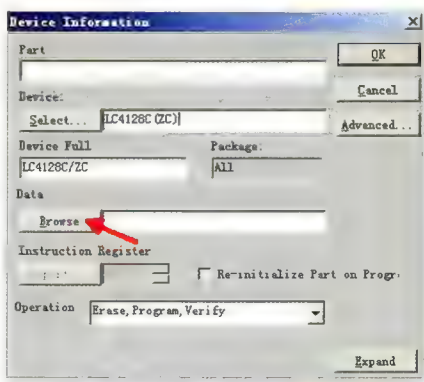 Device Information
Part
OK
Cancel
Device:
Select... LC4128C (ZC)
Advanced...
Device Full
Package:
LC4128C/ZC
All
Data
Browse
Instruction Register
Re-initialize Part on Progr
Operation
Erase,Program,Verify
Expand